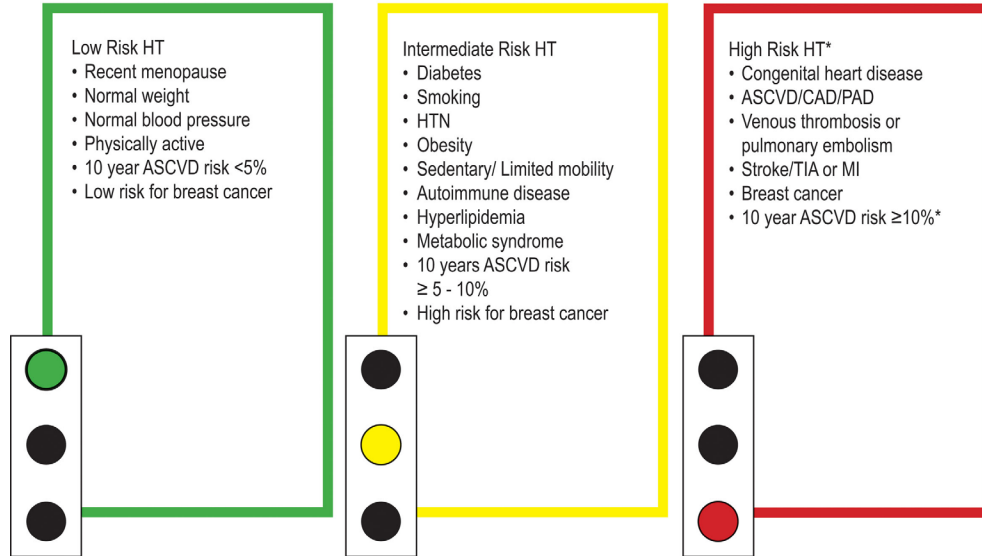 Low Risk HT
• Recent menopause
• Normal weight
• Normal blood pressure
• Physically active
• 10 year ASCVD risk <5%
• Low risk for breast cancer
Intermediate Risk HT
• Diabetes
• Smoking
• HTN
• Obesity
• Sedentary/ Limited mobility
• Autoimmune disease
• Hyperlipidemia
• Metabolic syndrome
• 10 years ASCVD risk
≥ 5 - 10%
• High risk for breast cancer
High Risk HT*
• Congenital heart disease
• ASCVD/CAD/PAD
• Venous thrombosis or
pulmonary embolism
• Stroke/TIA or MI
• Breast cancer
• 10 year ASCVD risk ≥10%*